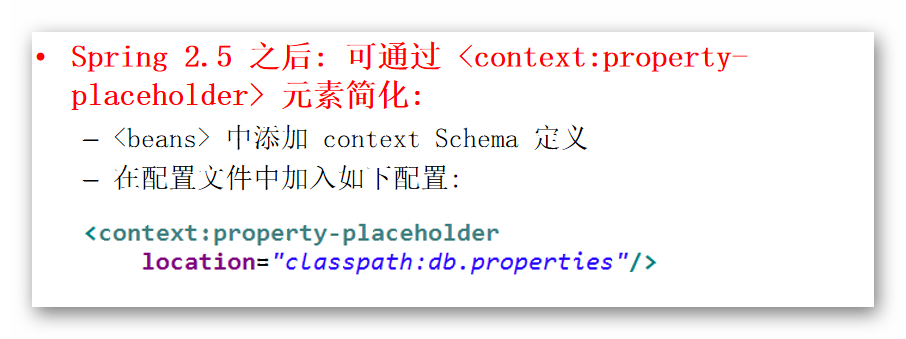 • Spring 2.5 之后: 可通过 <context:property-
placeholder> 元素简化:
– <beans> 中添加 context Schema 定义
– 在配置文件中加入如下配置:
<context:property-placeholder
location="classpath:db.properties"/>